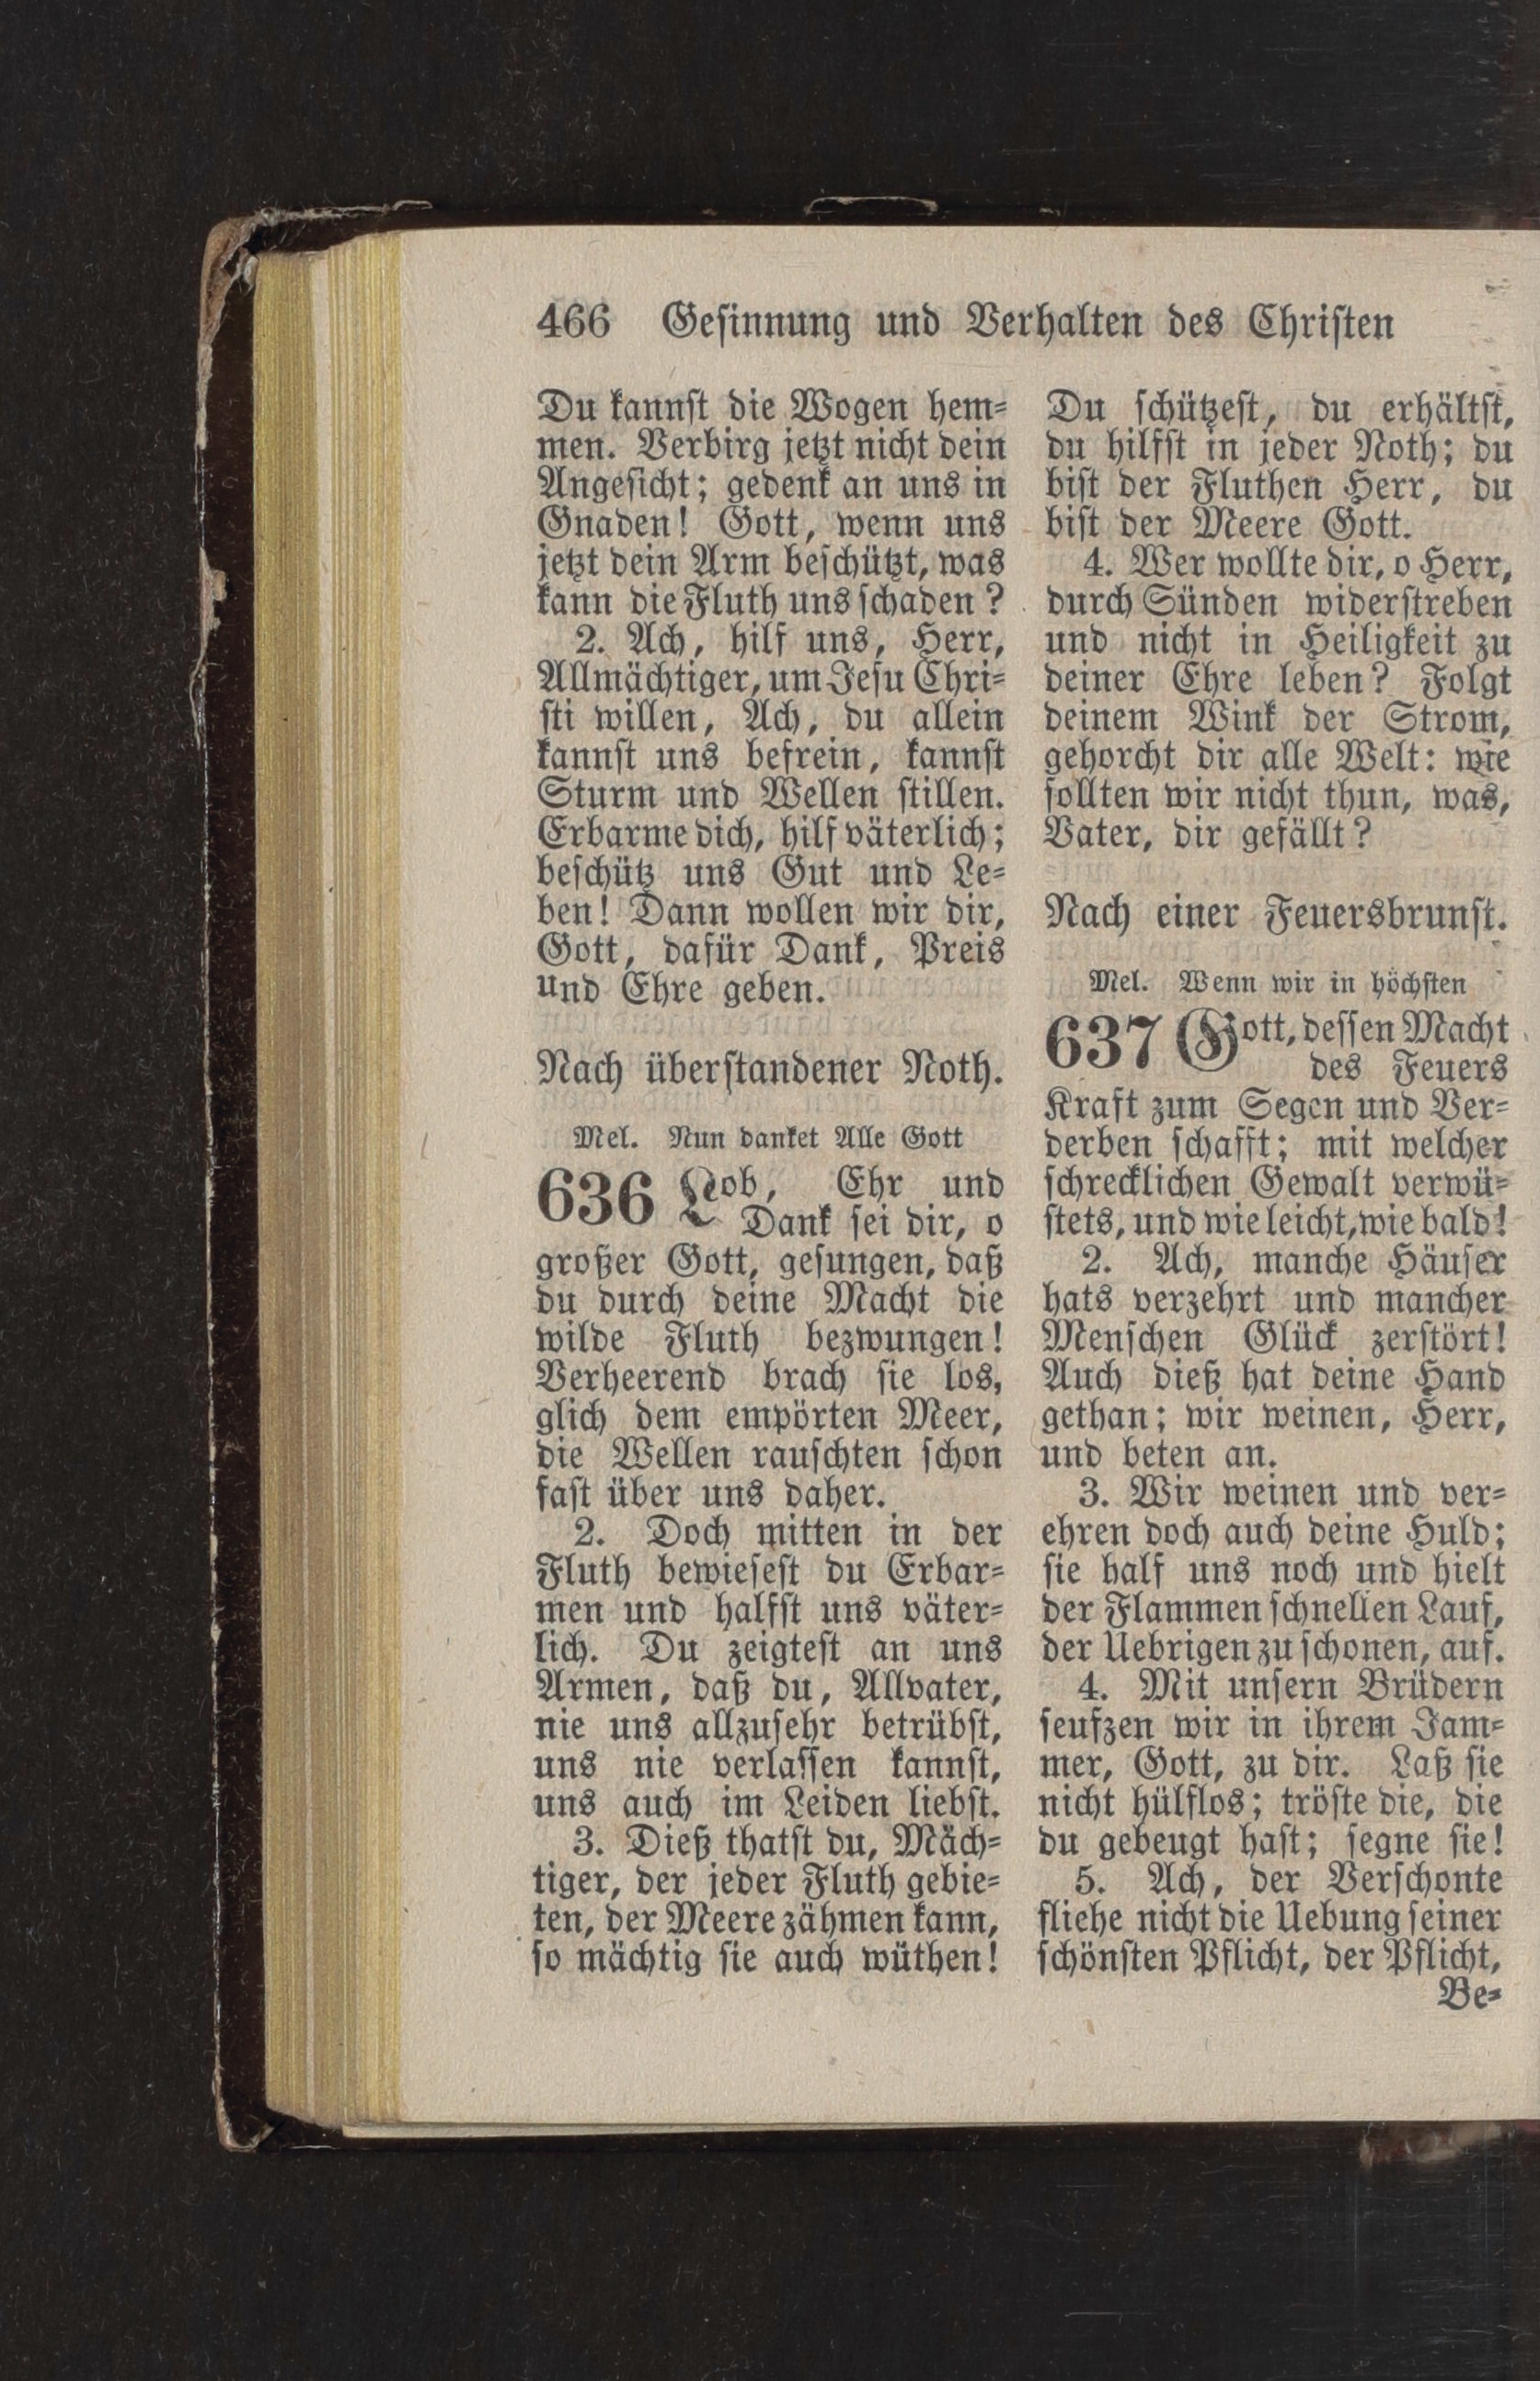 466 Gesinnung und Verhalten des Christen
Du kannst die Wogen hem-
men. Verbirg jetzt nicht dein
Angesicht; gedenk an uns in
Gnaden! Gott, wenn uns
jetzt dein Arm beschützt, was
kann die Fluth uns schaden?
2. Ach, hilf uns, Herr,
Allmächtiger, um Jesu Chri-
sti willen, Ach, du allein
kannst uns befrein, kannst
Sturm und Wellen stillen.
Erbarme dich, hilf väterlich;
beschütz uns Gut und Le-
ben! Dann wollen wir dir,
Gott, dafür Dank, Preis
und Ehre geben.
Nach überstandener Noth.
Mel. Nun danket Alle Gott
636 Lob, Ehr und
Dank sei dir, o
großer Gott, gesungen, daß
du durch deine Macht die
wilde Fluth bezwungen!
Verheerend brach sie los,
glich dem empörten Meer,
die Wellen rauschten schon
fast über uns daher.
2. Doch mitten in der
Fluth bewiesest du Erbar-
men und halfst uns väter-
lich. Du zeigtest an uns
Armen, daß du, Allvater,
nie uns allzusehr betrübst,
uns nie verlassen kannst,
uns auch im Leiden liebst.
3. Dieß thatst du, Mäch-
tiger, der jeder Fluth gebie-
ten, der Meere zähmen kann,
so mächtig sie auch wüthen!
Du schützest, du erhältst,
du hilfst in jeder Noth; du
bist der Fluthen Herr, du
bist der Meere Gott.
4. Wer wollte dir, o Herr,
durch Sünden widerstreben
und nicht in Heiligkeit zu
deiner Ehre leben? Folgt
deinem Wink der Strom,
gehorcht dir alle Welt: wie
sollten wir nicht thun, was,
Vater, dir gefällt?
Nach einer Feuersbrunst.
Mel. Wenn wir in höchsten
637 Gott, dessen Macht
des Feuers
Kraft zum Segen und Ver-
derben schafft; mit welcher
schrecklichen Gewalt verwü-
stets, und wie leicht, wie bald!
2. Ach, manche Häuser
hats verzehrt und mancher
Menschen Glück zerstört!
Auch dieß hat deine Hand
gethan; wir weinen, Herr,
und beten an.
3. Wir weinen und ver-
ehren doch auch deine Huld;
sie half uns noch und hielt
der Flammen schnellen Lauf,
der Uebrigen zu schonen, auf.
4. Mit unsern Brüdern
seufzen wir in ihrem Jam-
mer, Gott, zu dir. Laß sie
nicht hülflos; tröste die, die
du gebeugt hast; segne sie!
5. Ach, der Verschonte
fliehe nicht die Uebung seiner
schönsten Pflicht, der Pflicht,
Be-